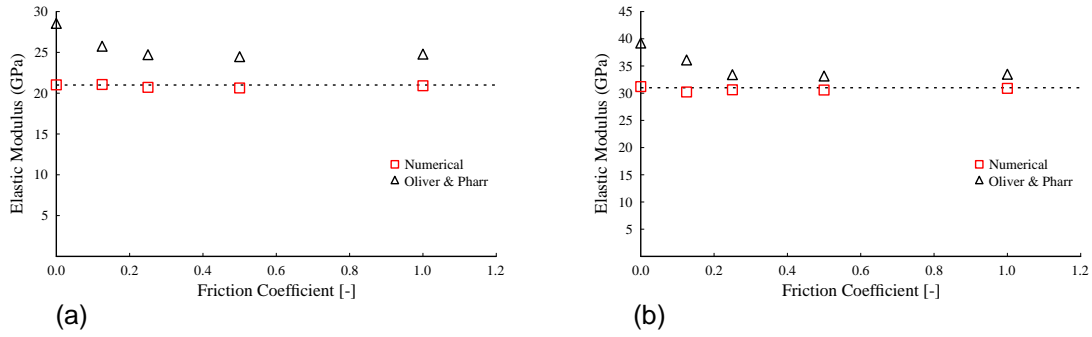 30
25
20
15
10
5
Elastic Modulus (GPa)
Numerical
Oliver & Pharr
0.0 0.2 0.4 0.6 0.8 1.0 1.2
Friction Coefficient [-]
(a)
45
40
35
30
25
20
15
10
5
Elastic Modulus (GPa)
Numerical
Oliver & Pharr
0.0 0.2 0.4 0.6 0.8 1.0 1.2
Friction Coefficient [-]
(b)